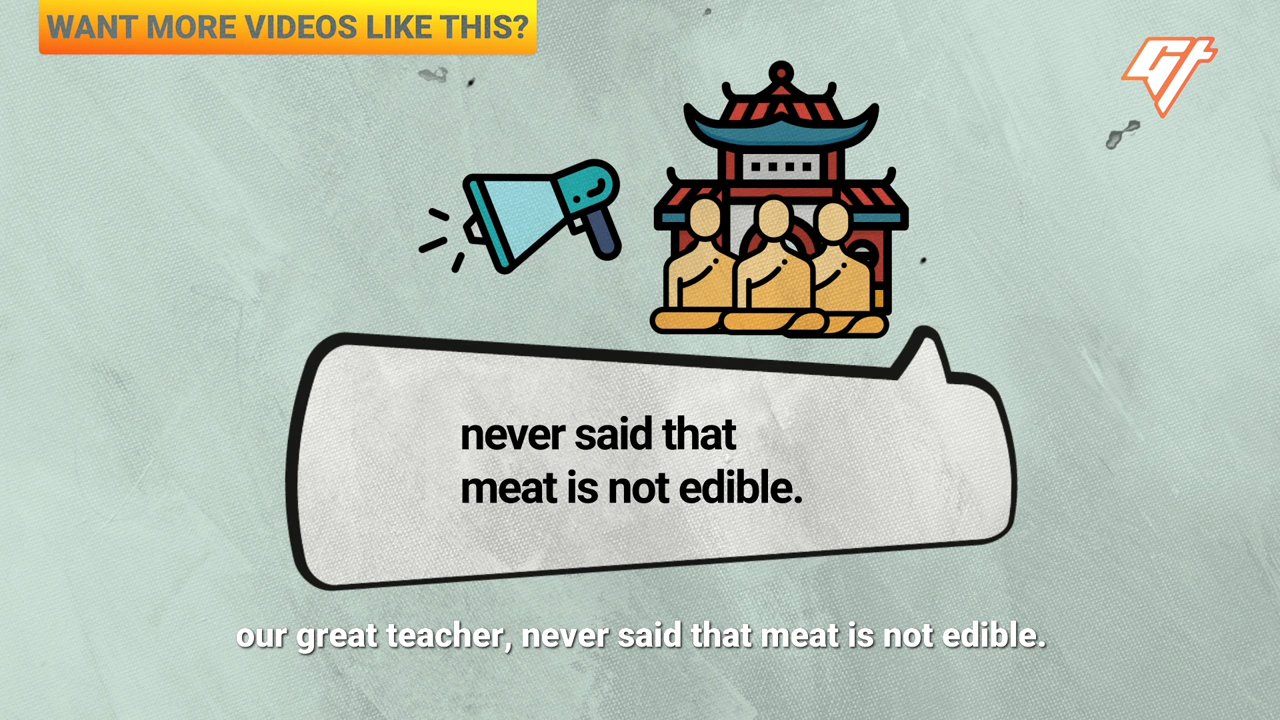 WANT MORE VIDEOS LIKE THIS?
Gt
never said that
meat is not edible.
our great teacher, never said that meat is not edible.